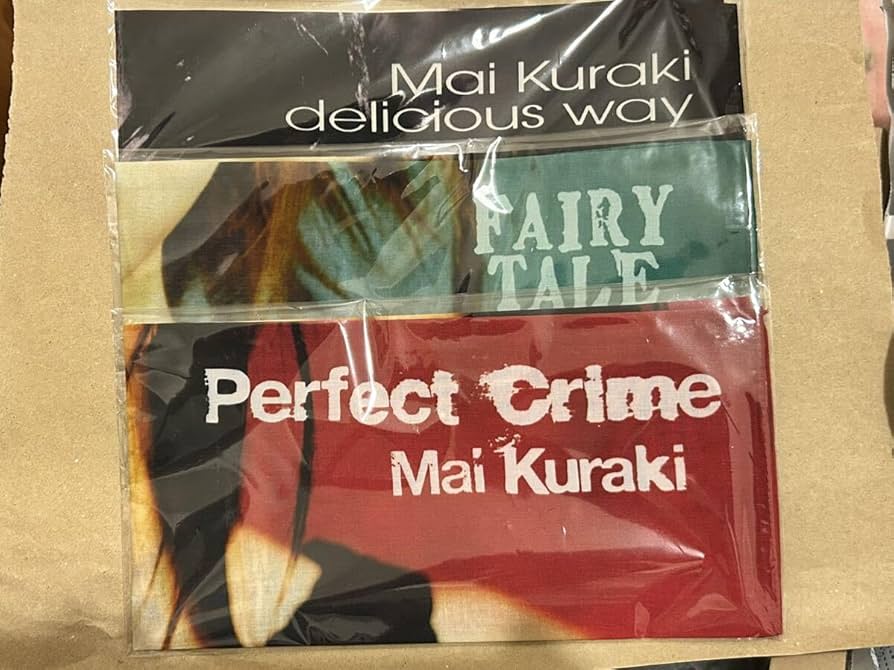 Mai Kuraki
delicious way
FAIRY
TALE
Perfect Crime
Mai Kuraki